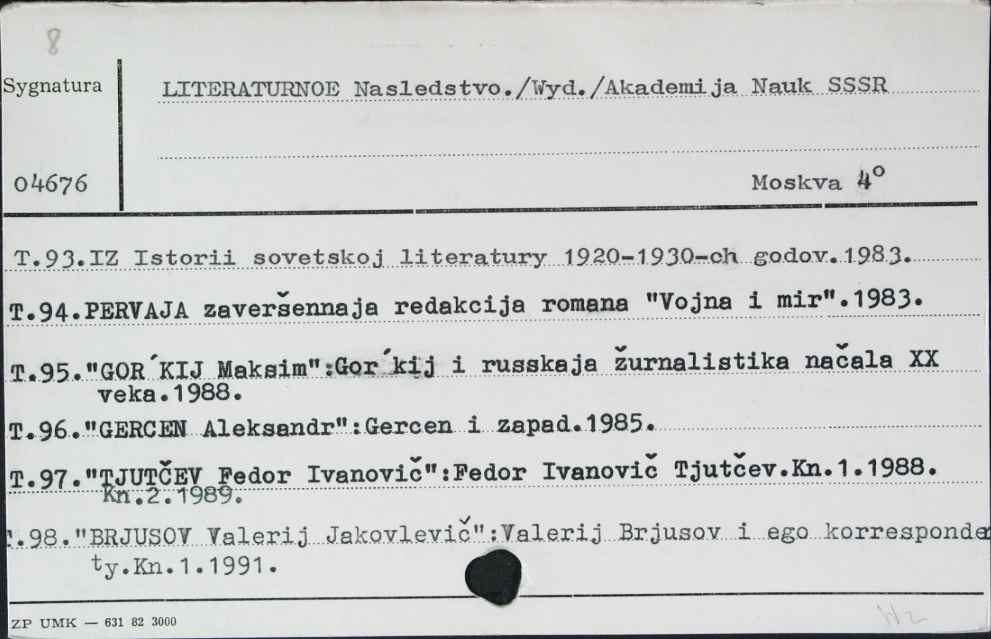 8
Sygnatura
LITERATURNOE Nasledstvo./Wyd./Akademija Nauk SSSR
04676
Moskva 4º
T.93.IZ Istorii sovetskoj literatury 1920-1930-ch godov.1983.
T.94.PERVAJA zaveršennaja redakcija romana "Vojna i mir".1983.
T.95."GOR´KIJ Maksim":Gor´kij i russkaja žurnalistika načala XX
veka.1988.
T.96."GERCEN Aleksandr":Gercen i zapad.1985.
T.97."TJUTČEV Fedor Ivanovič":Fedor Ivanovič Tjutčev.Kn.1.1988.
Kn.2.1989.
T.98."BRJUSOV Valerij Jakovlevič":Valerij Brjusov i ego korresponden
ty.Kn.1.1991.
ZP UMK — 631 82 3000